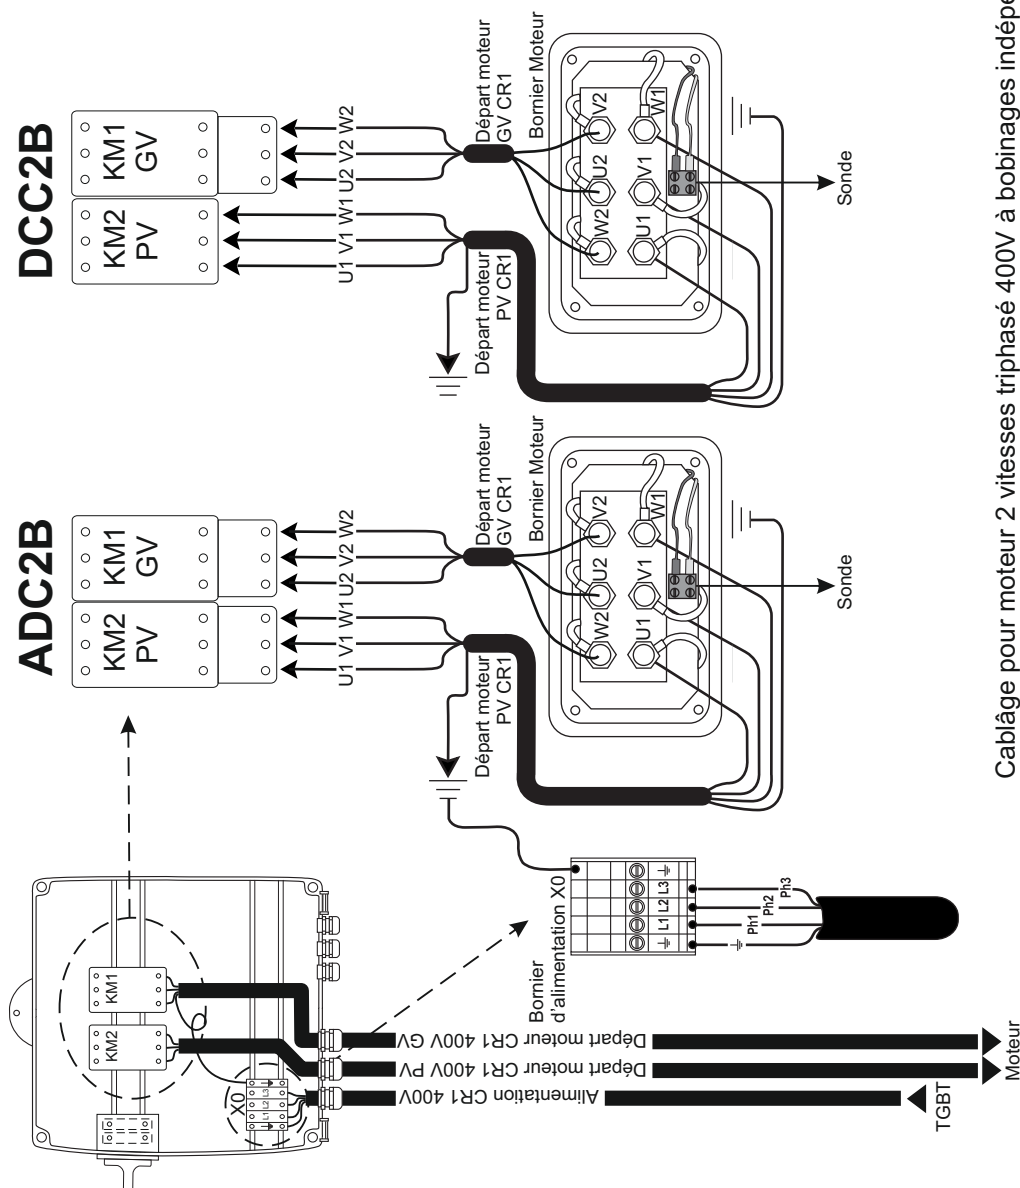 DCC2B
KM1
GV
KM2
PV
W2
V2
U2
W1
V1
U1
Départ moteur
GV CR1
Départ moteur
PV CR1
Bornier Moteur
W2
U2
V2
U1
V1
W1
Sonde
ADC2B
KM1
GV
KM2
PV
W2
V2
U2
W1
V1
U1
Départ moteur
GV CR1
Départ moteur
PV CR1
Bornier Moteur
W2
U2
V2
U1
V1
W1
Sonde
KM1
KM2
X0
L1 L2 L3
Bornier
d'alimentation X0
L1 L2 L3
Ph1
Ph2
Ph3
Départ moteur CR1 400V GV
Départ moteur CR1 400V PV
Alimentation CR1 400V
Moteur
TGBT
Cablâge pour moteur 2 vitesses triphasé 400V à bobinages